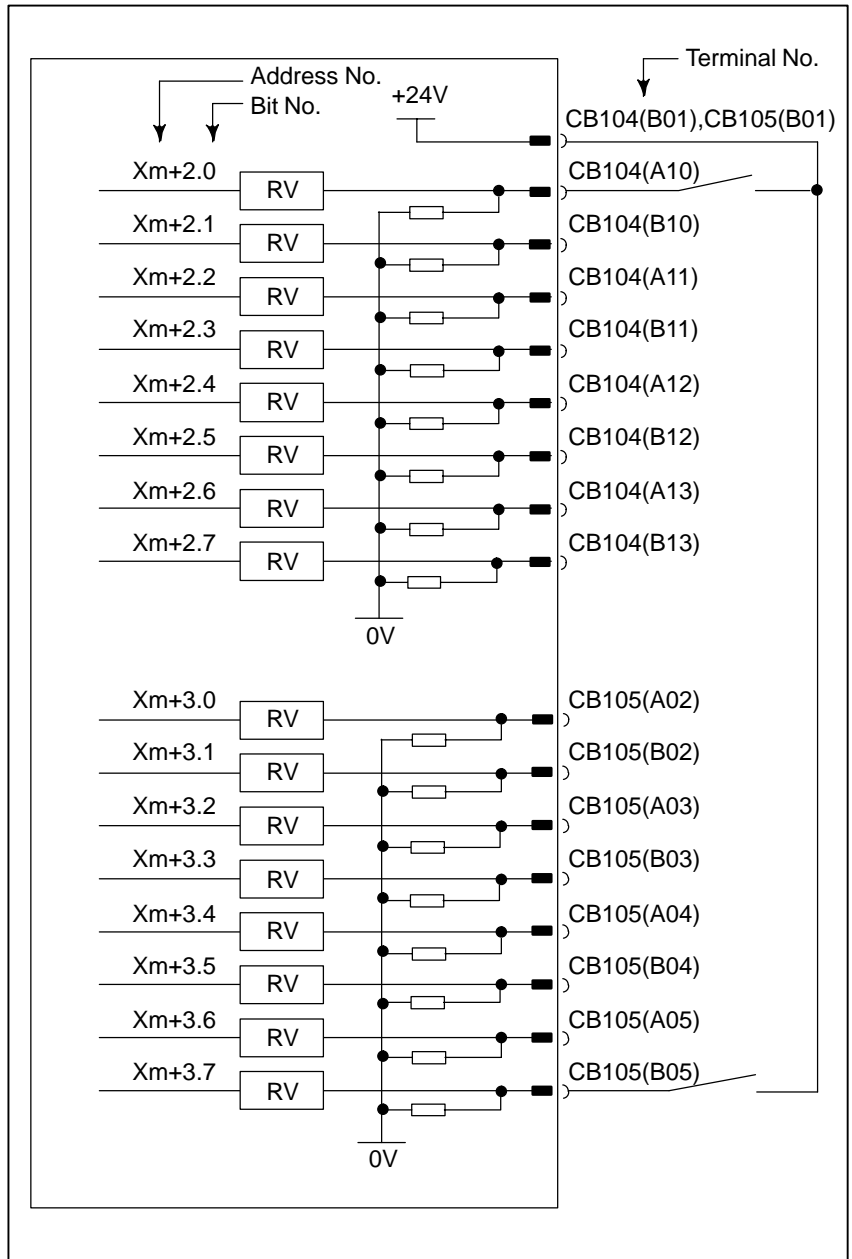 Terminal No.
Address No.
Bit No.
+24V
CB104(B01),CB105(B01)
Xm+2.0 RV CB104(A10)
Xm+2.1 RV CB104(B10)
Xm+2.2 RV CB104(A11)
Xm+2.3 RV CB104(B11)
Xm+2.4 RV CB104(A12)
Xm+2.5 RV CB104(B12)
Xm+2.6 RV CB104(A13)
Xm+2.7 RV CB104(B13)
0V
Xm+3.0 RV CB105(A02)
Xm+3.1 RV CB105(B02)
Xm+3.2 RV CB105(A03)
Xm+3.3 RV CB105(B03)
Xm+3.4 RV CB105(A04)
Xm+3.5 RV CB105(B04)
Xm+3.6 RV CB105(A05)
Xm+3.7 RV CB105(B05)
0V